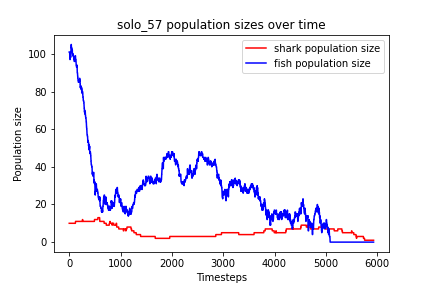 solo_57 population sizes over time
shark population size
fish population size
Population size
100
80
60
40
20
0
0
1000
2000
3000
4000
5000
6000
Timesteps